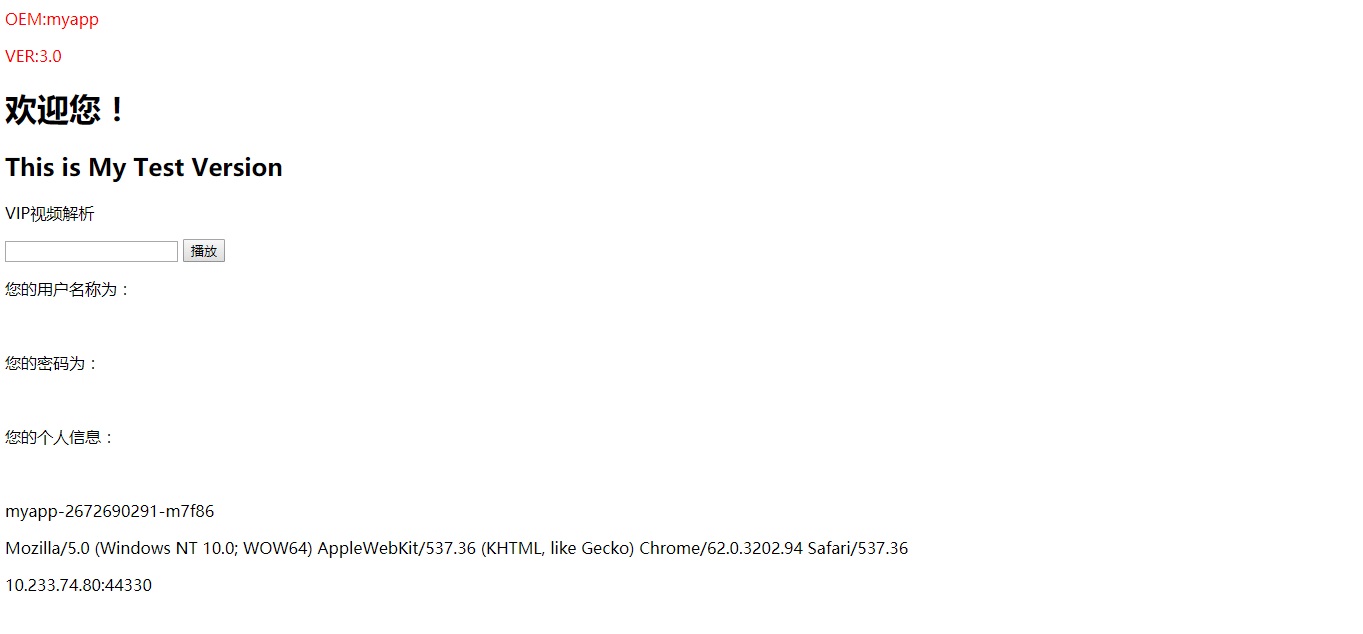 OEM:myapp
VER:3.0
欢迎您！
This is My Test Version
VIP视频解析
播放
您的用户名称为：
您的密码为：
您的个人信息：
myapp-2672690291-m7f86
Mozilla/5.0 (Windows NT 10.0; WOW64) AppleWebKit/537.36 (KHTML, like Gecko) Chrome/62.0.3202.94 Safari/537.36
10.233.74.80:44330